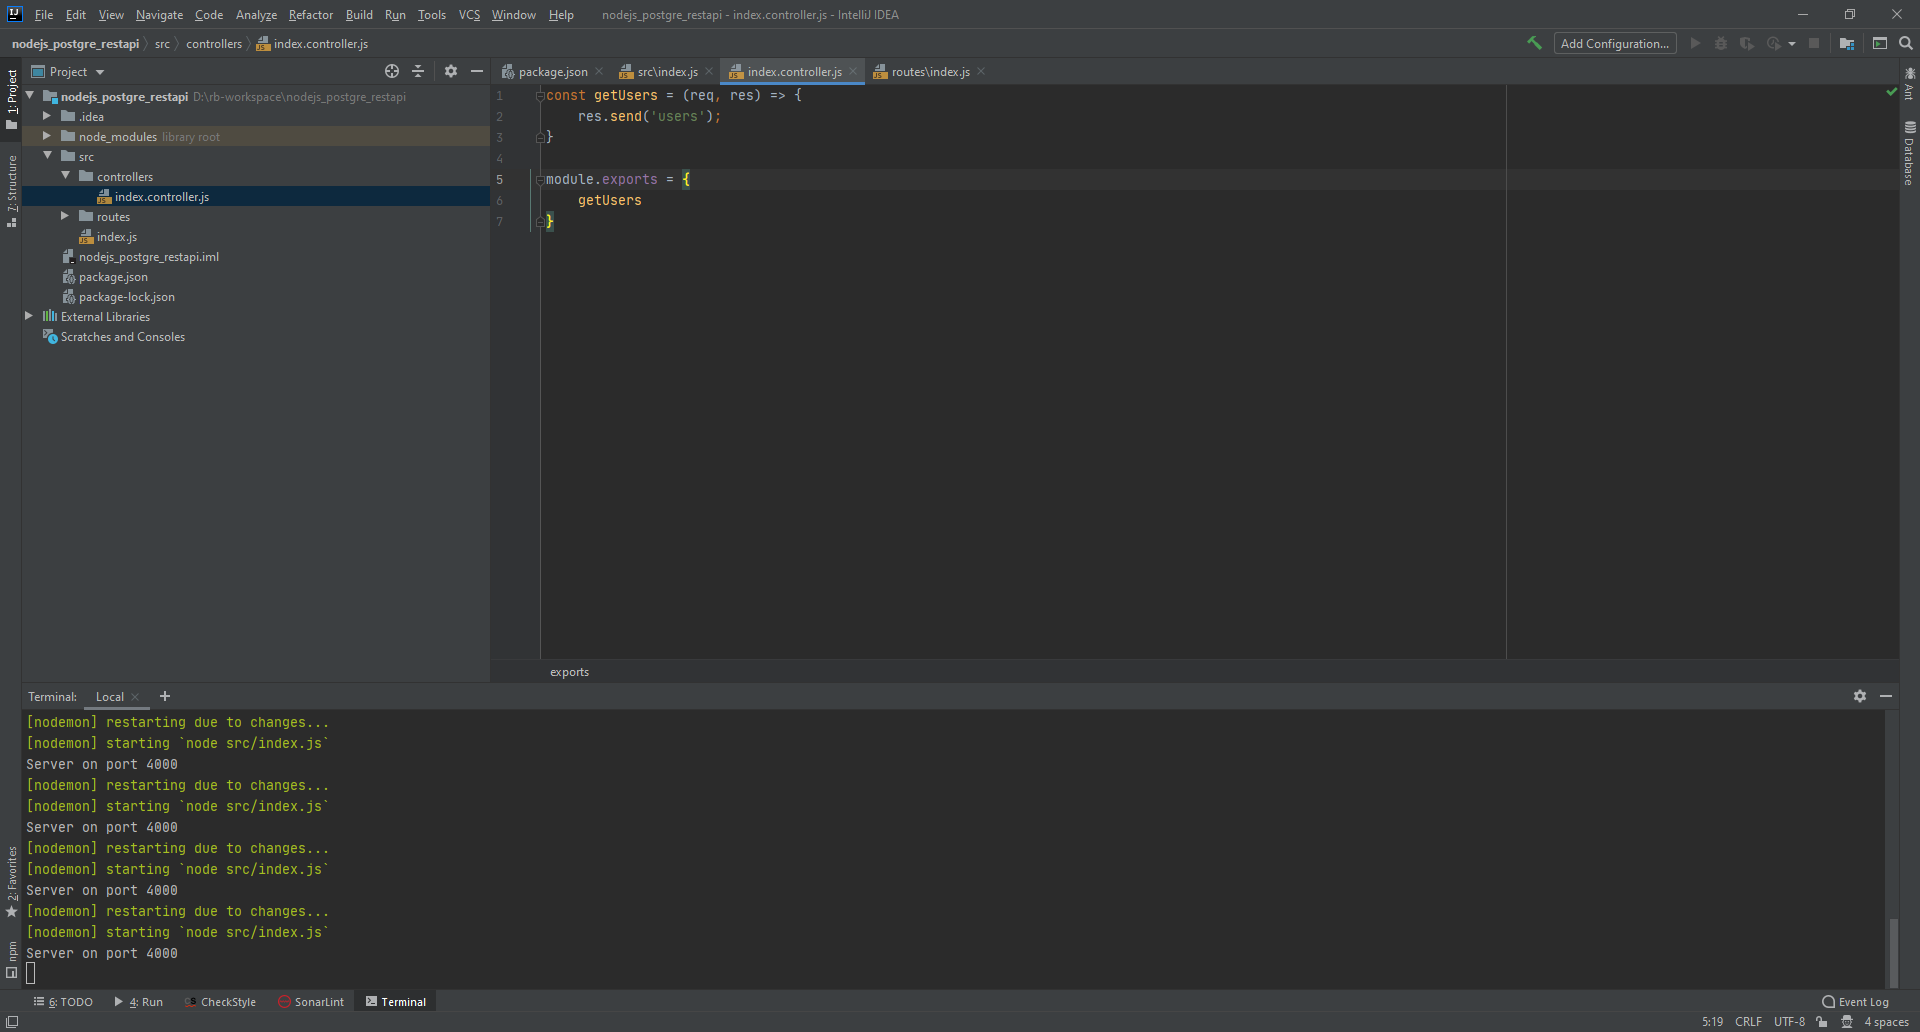 File Edit View Navigate Code Analyze Refactor Build Run Tools VCS Window Help nodejs_postgre_restapi - index.controller.js - IntelliJ IDEA
nodejs_postgre_restapi src controllers index.controller.js Add Configuration...
Project
package.json src\index.js index.controller.js routes\index.js
1: Project
7: Structure
2: Favorites
npm
nodejs_postgre_restapi D:\rb-workspace\nodejs_postgre_restapi
.idea
node_modules library root
src
controllers
index.controller.js
routes
index.js
nodejs_postgre_restapi.iml
package.json
package-lock.json
External Libraries
Scratches and Consoles
1 const getUsers = (req, res) => {
2 res.send('users');
3 }
4
5 module.exports = {
6 getUsers
7 }
exports
Ant
Database
Terminal: Local +
[nodemon] restarting due to changes...
[nodemon] starting `node src/index.js`
Server on port 4000
[nodemon] restarting due to changes...
[nodemon] starting `node src/index.js`
Server on port 4000
[nodemon] restarting due to changes...
[nodemon] starting `node src/index.js`
Server on port 4000
[nodemon] restarting due to changes...
[nodemon] starting `node src/index.js`
Server on port 4000
6: TODO 4: Run CheckStyle SonarLint Terminal Event Log
5:19 CRLF UTF-8 4 spaces